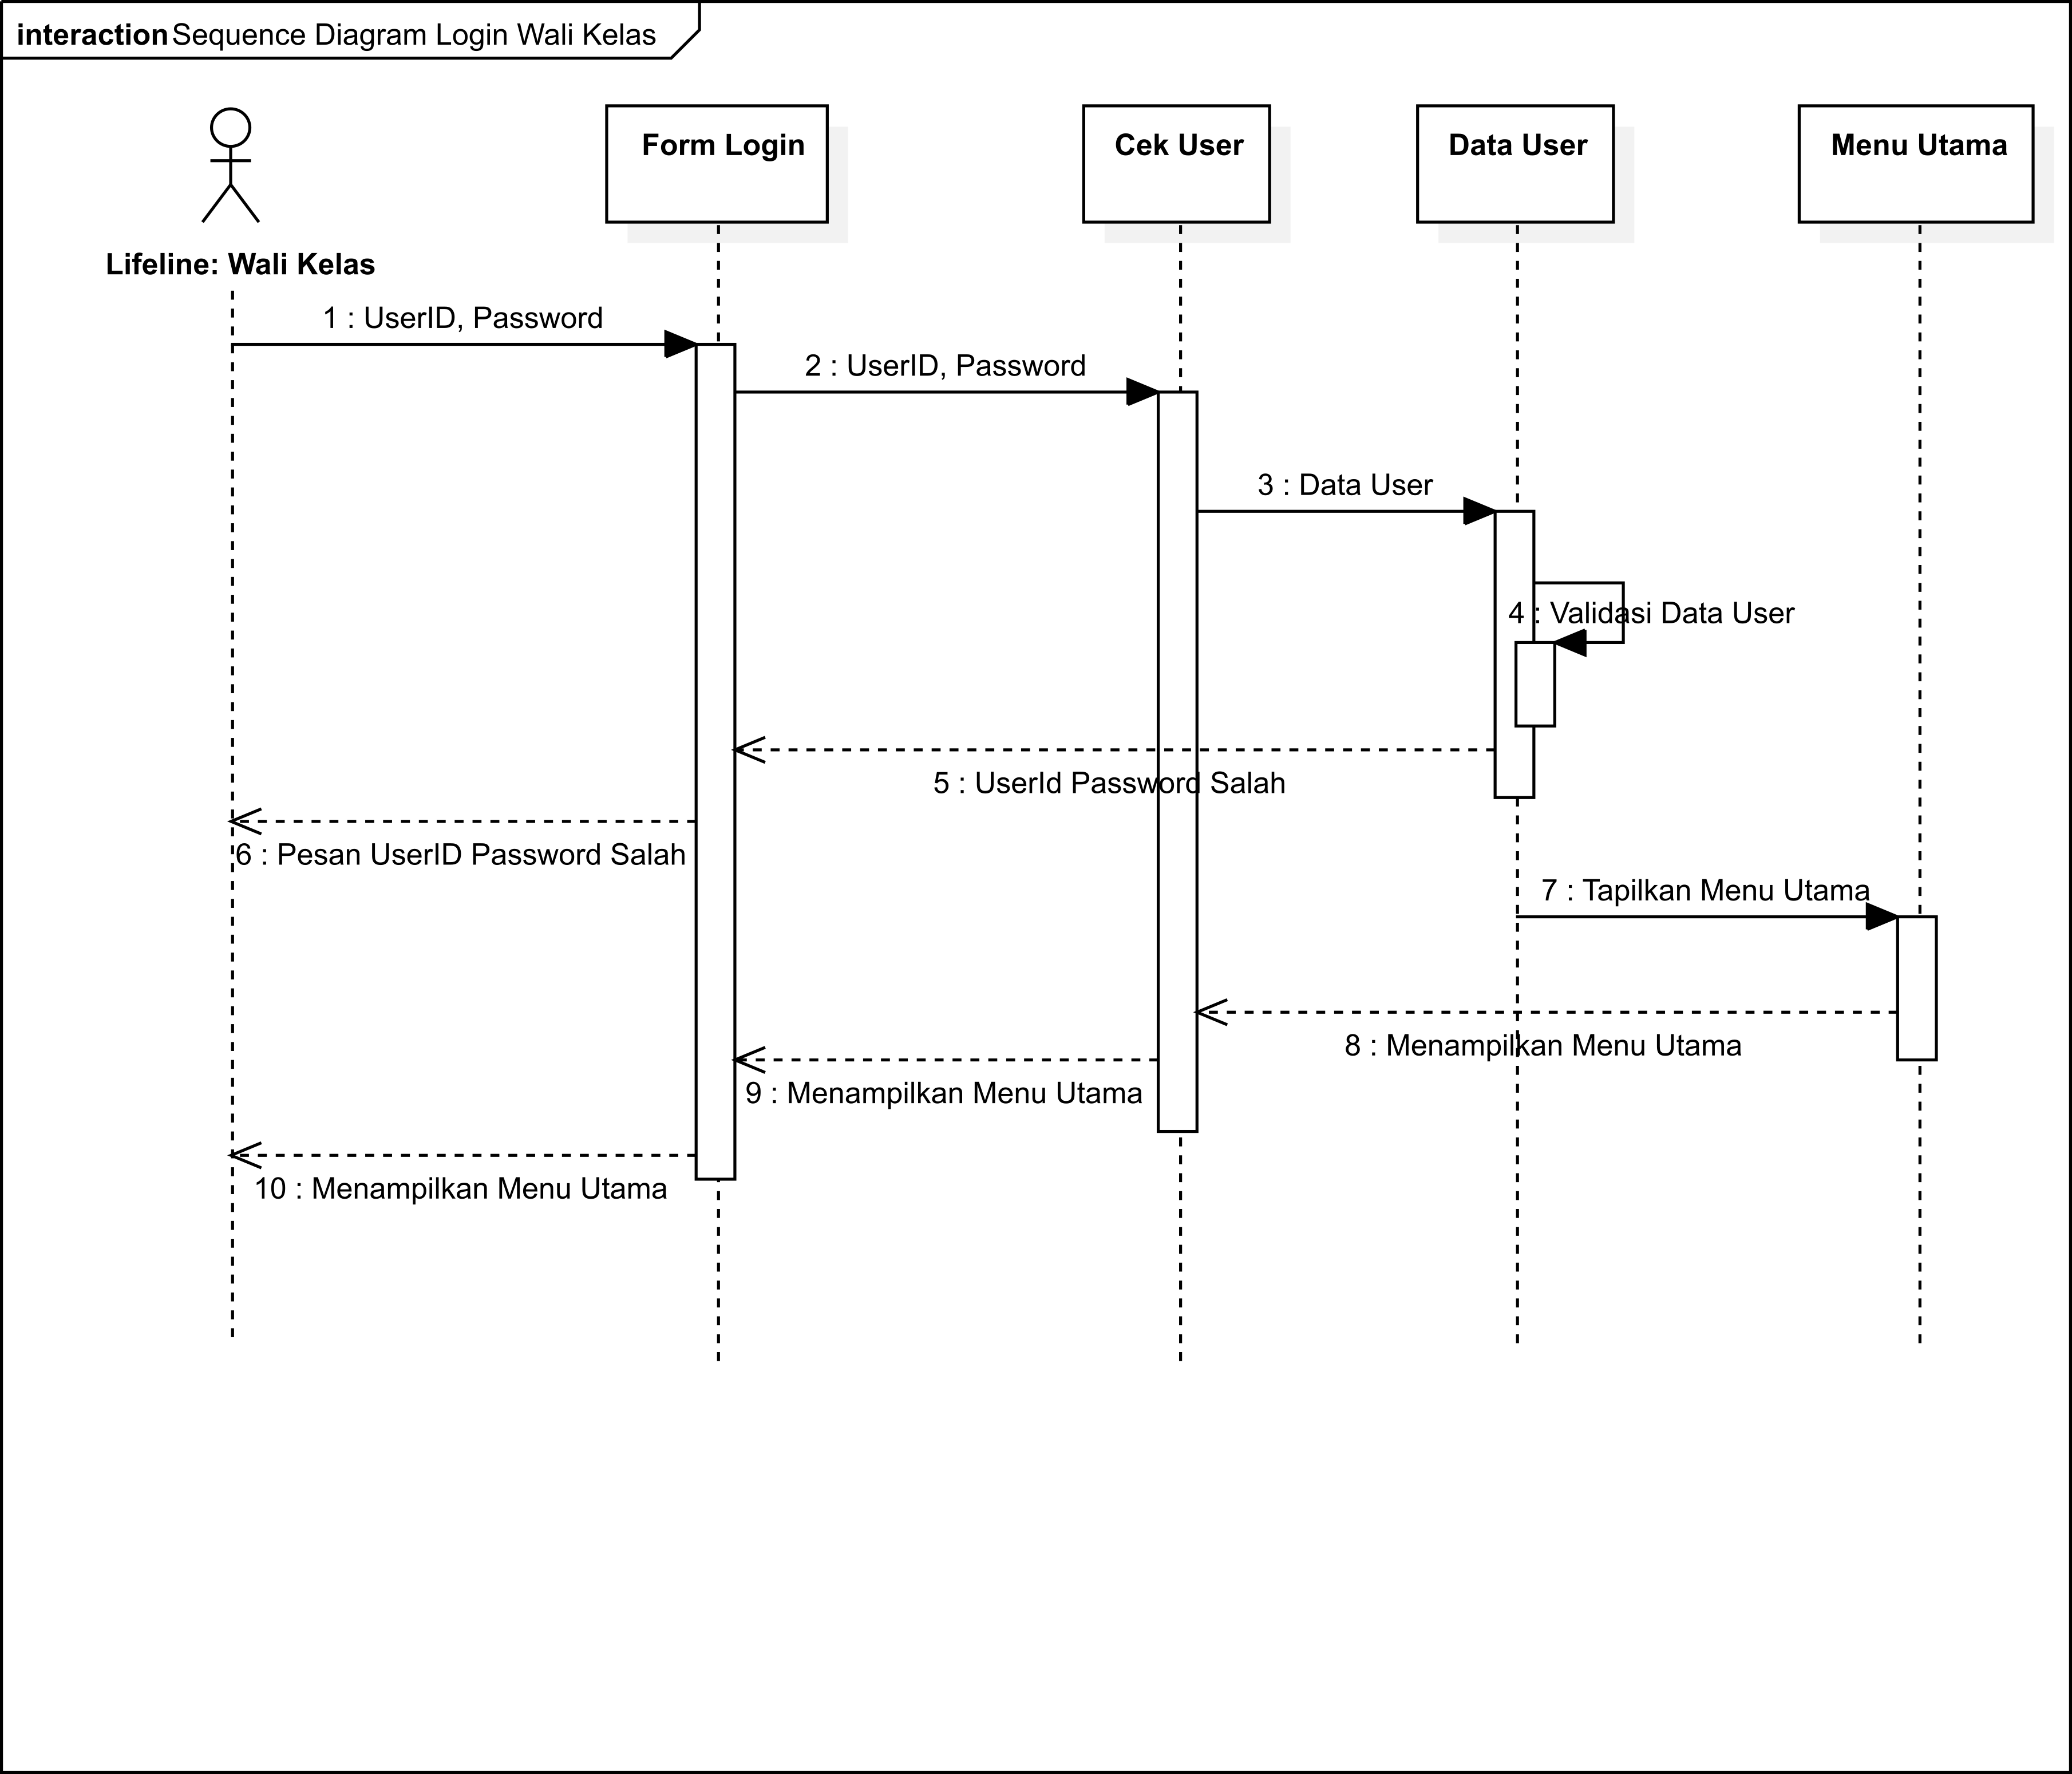 interaction Sequence Diagram Login Wali Kelas
Form Login
Cek User
Data User
Menu Utama
Lifeline: Wali Kelas
1 : UserID, Password
2 : UserID, Password
3 : Data User
4 : Validasi Data User
5 : UserId Password Salah
6 : Pesan UserID Password Salah
7 : Tapilkan Menu Utama
8 : Menampilkan Menu Utama
9 : Menampilkan Menu Utama
10 : Menampilkan Menu Utama